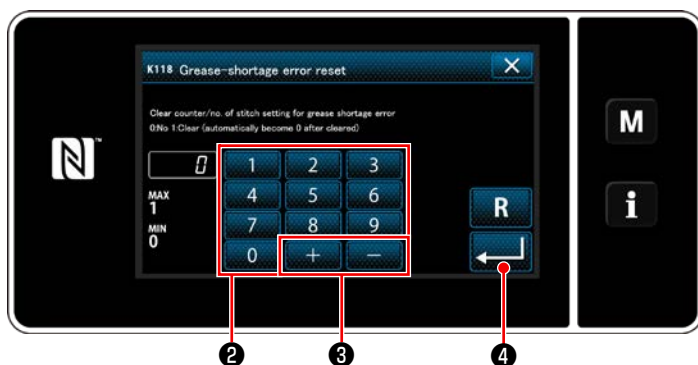 K118 Grease-shortage error reset
Clear counter/no. of stitch setting for grease shortage error
0:No 1:Clear (automatically become 0 after cleared)
0
1 2 3
MAX
1
4 5 6
R
MIN
0
7 8 9
0 + −
M
i
N
❷ ❸ ❹